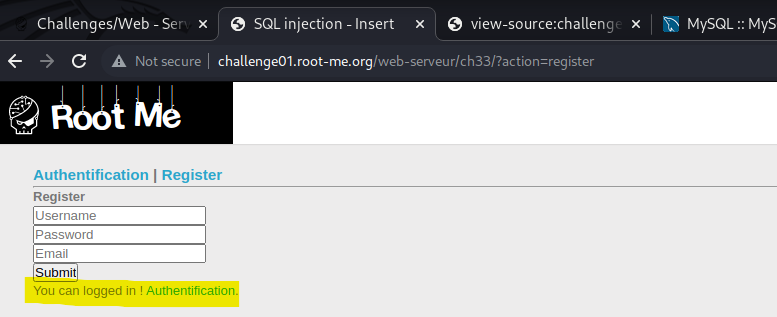 Challenges/Web - Serv
SQL injection - Insert
view-source:challenge
MySQL :: MyS
Not secure | challenge01.root-me.org/web-serveur/ch33/?action=register
Root Me
Authentification | Register
Register
Username
Password
Email
Submit
You can logged in ! Authentification.